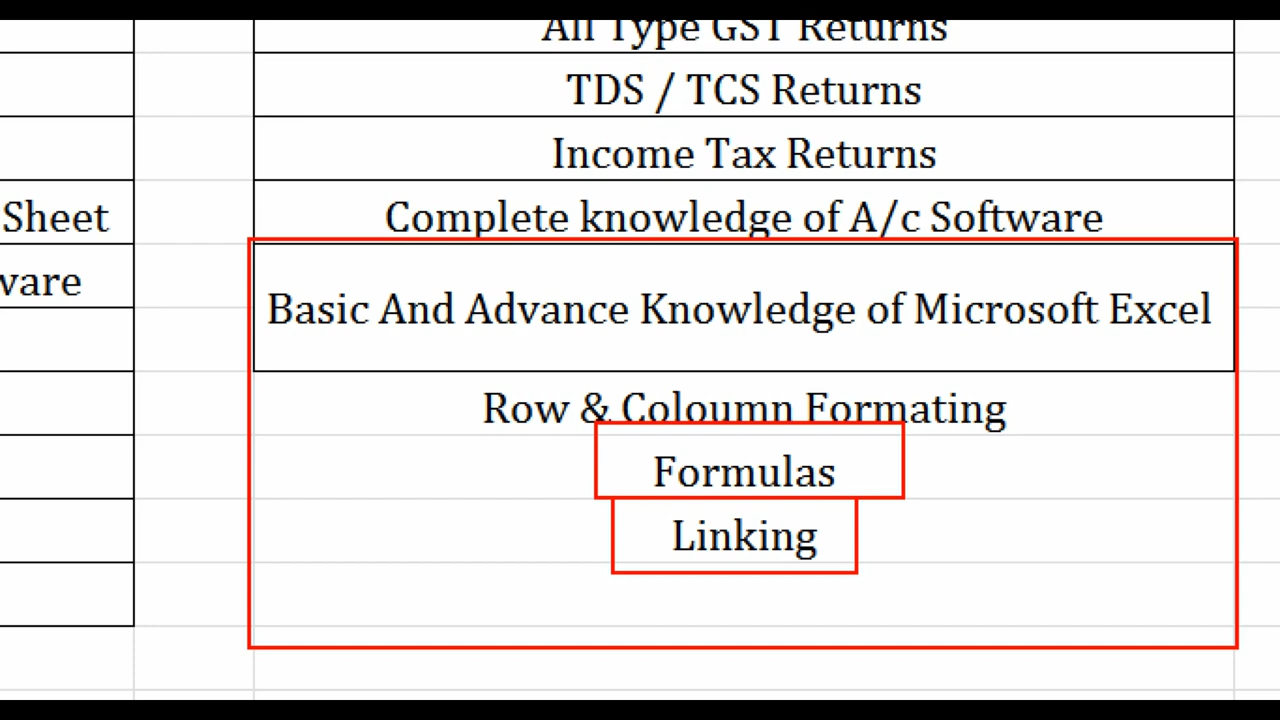 All Type GST Returns
TDS / TCS Returns
Income Tax Returns
Sheet
Complete knowledge of A/c Software
ware
Basic And Advance Knowledge of Microsoft Excel
Row & Coloumn Formating
Formulas
Linking